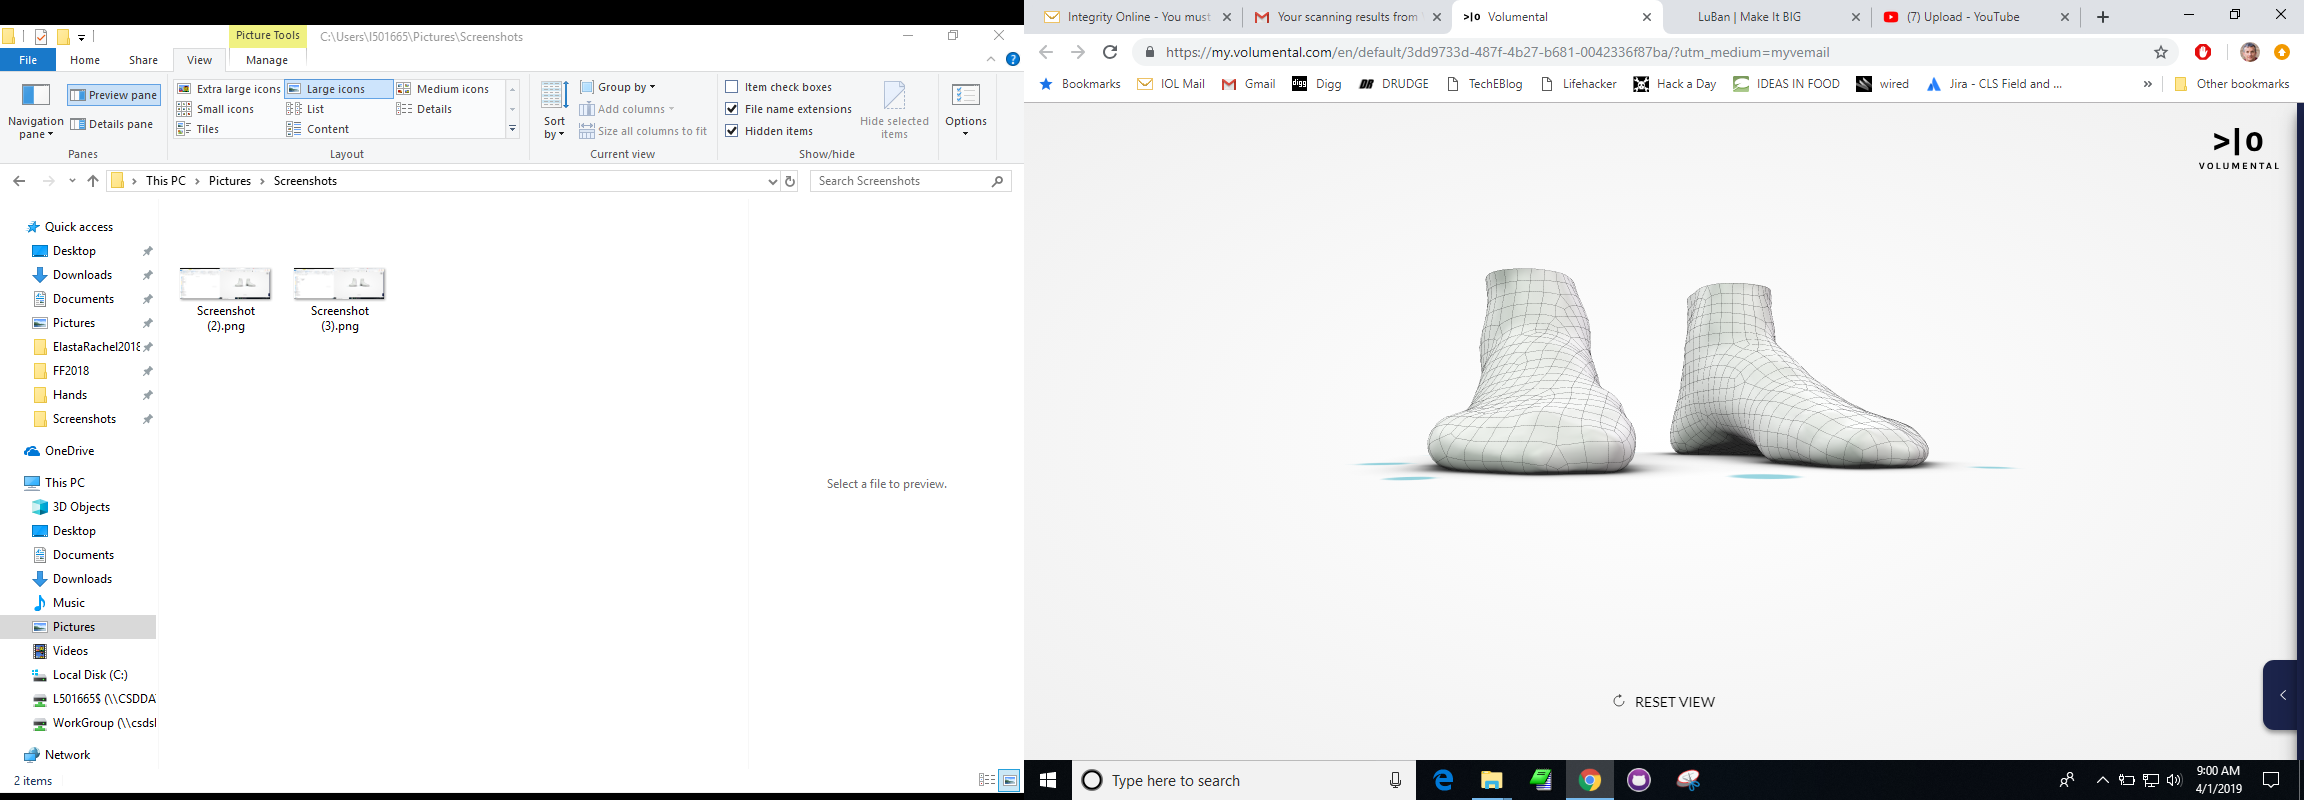 Picture Tools
C:\Users\I501665\Pictures\Screenshots
File
Home
Share
View
Manage
Navigation pane
Preview pane
Details pane
Panes
Extra large icons
Large icons
Medium icons
Small icons
List
Details
Tiles
Content
Layout
Sort by
Group by
Add columns
Size all columns to fit
Current view
Item check boxes
File name extensions
Hidden items
Hide selected items
Show/hide
Options
This PC
Pictures
Screenshots
Search Screenshots
Quick access
Desktop
Downloads
Documents
Pictures
ElastaRachel2018
FF2018
Hands
Screenshots
OneDrive
This PC
3D Objects
Desktop
Documents
Downloads
Music
Pictures
Videos
Local Disk (C:)
L501665$ (\\CSDDA
WorkGroup (\\csdsl
Network
2 items
Screenshot
(2).png
Screenshot
(3).png
Select a file to preview.
Integrity Online - You must
Your scanning results from
>|o Volumental
LuBan | Make It BIG
(7) Upload - YouTube
https://my.volumental.com/en/default/3dd9733d-487f-4b27-b681-0042336f87ba/?utm_medium=myvemail
Bookmarks
IOL Mail
Gmail
digg Digg
DR DRUDGE
TechEBlog
Lifehacker
Hack a Day
IDEAS IN FOOD
wired
Jira - CLS Field and ...
»
Other bookmarks
>|o
VOLUMENTAL
RESET VIEW
Type here to search
9:00 AM
4/1/2019